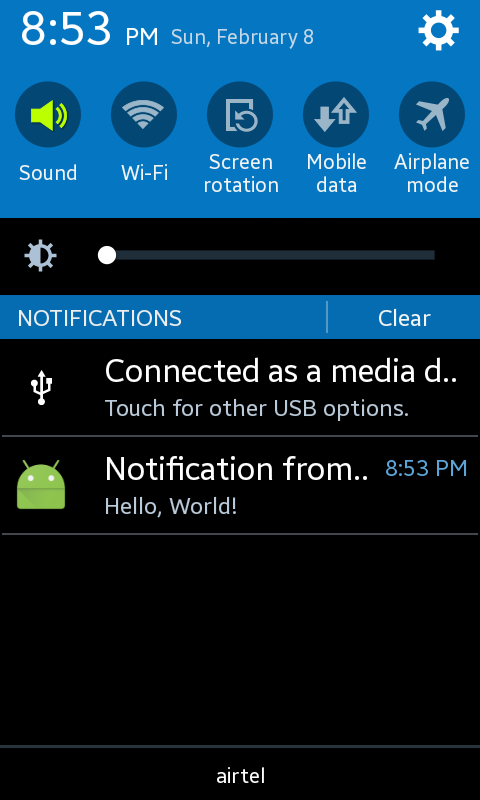 8:53 PM Sun, February 8
Sound
Wi-Fi
Screen
rotation
Mobile
data
Airplane
mode
NOTIFICATIONS
Clear
Connected as a media d..
Touch for other USB options.
Notification from.. 8:53 PM
Hello, World!
airtel